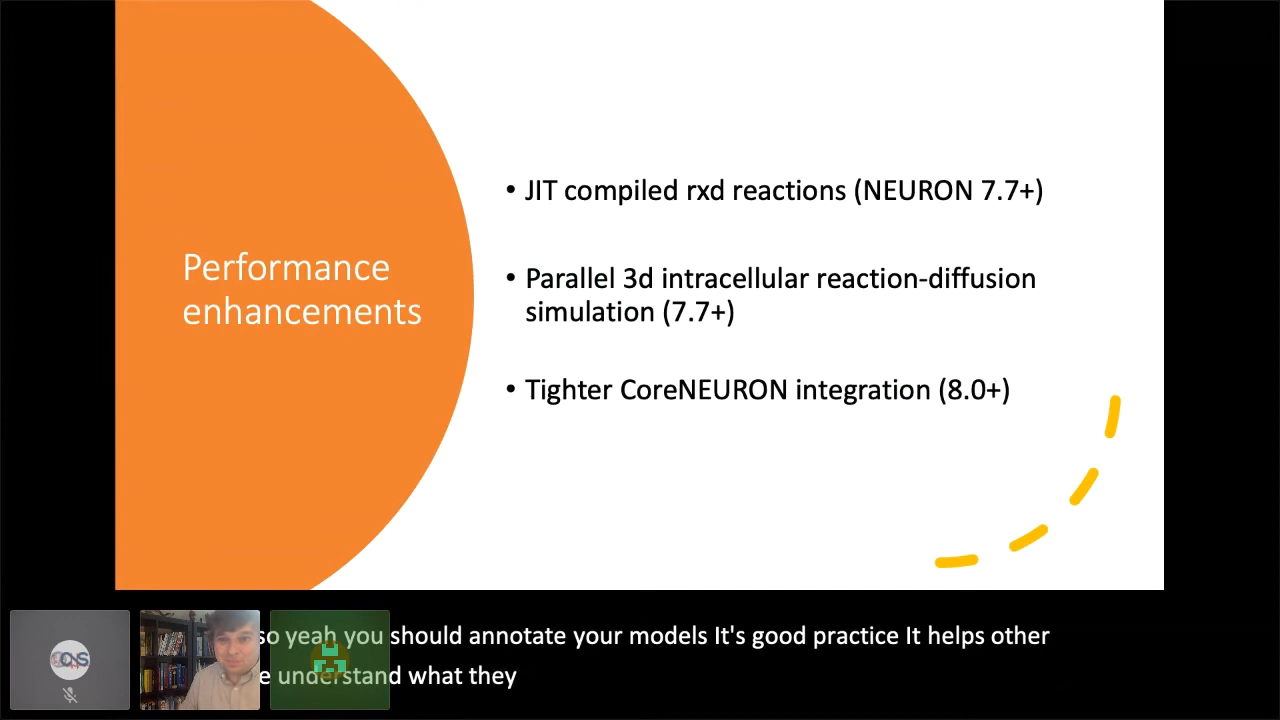 Performance
enhancements
• JIT compiled rxd reactions (NEURON 7.7+)
• Parallel 3d intracellular reaction-diffusion
simulation (7.7+)
• Tighter CoreNEURON integration (8.0+)
so yeah you should annotate your models It's good practice It helps other
understand what they